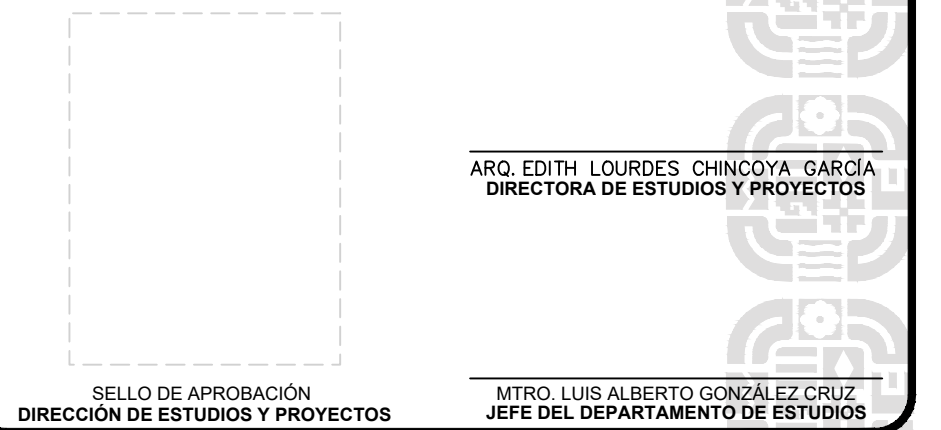 ARQ. EDITH LOURDES CHINCOYA GARCÍA
DIRECTORA DE ESTUDIOS Y PROYECTOS
SELLO DE APROBACIÓN
DIRECCIÓN DE ESTUDIOS Y PROYECTOS
MTRO. LUIS ALBERTO GONZÁLEZ CRUZ
JEFE DEL DEPARTAMENTO DE ESTUDIOS